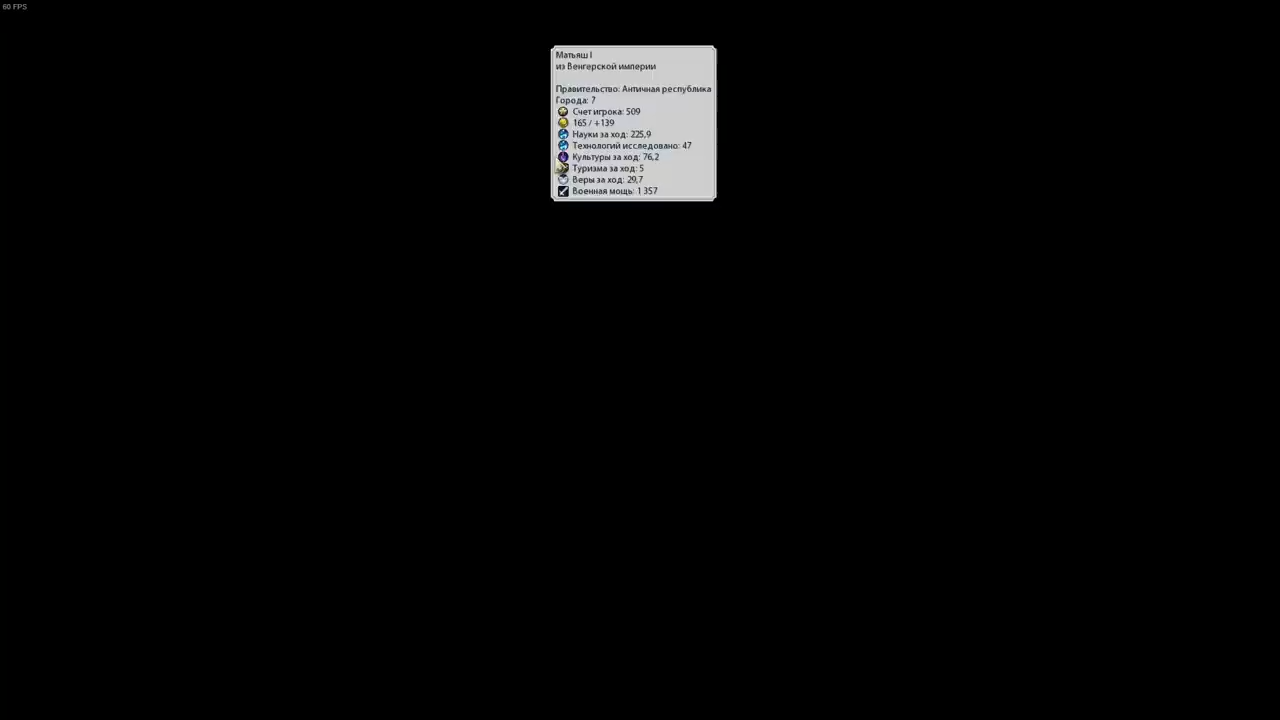 60 FPS
Матьяш I
из Венгерской империи
Правительство: Античная республика
Города: 7
Счет игрока: 509
165 / +139
Науки за ход: 225,9
Технологий исследовано: 47
Культуры за ход: 76,2
Туризма за ход: 5
Веры за ход: 29,7
Военная мощь: 1 357